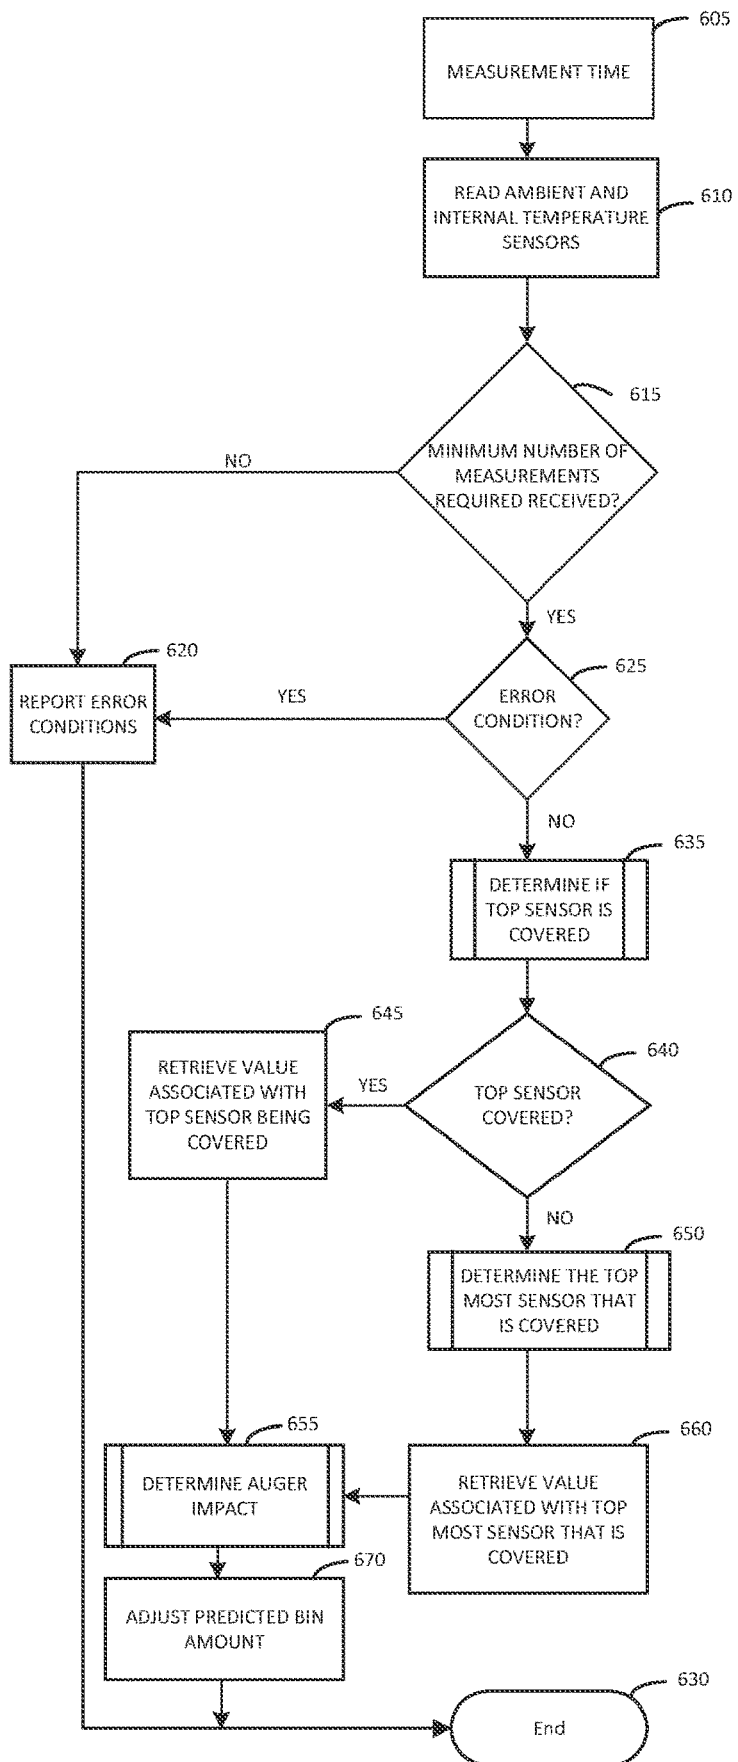 605
MEASUREMENT TIME
610
READ AMBIENT AND
INTERNAL TEMPERATURE
SENSORS
615
MINIMUM NUMBER OF
MEASUREMENTS
REQUIRED RECEIVED?
NO
YES
620
REPORT ERROR
CONDITIONS
625
ERROR
CONDITION?
YES
NO
635
DETERMINE IF
TOP SENSOR IS
COVERED
640
TOP SENSOR
COVERED?
YES
645
RETRIEVE VALUE
ASSOCIATED WITH
TOP SENSOR BEING
COVERED
NO
650
DETERMINE THE TOP
MOST SENSOR THAT
IS COVERED
655
DETERMINE AUGER
IMPACT
660
RETRIEVE VALUE
ASSOCIATED WITH TOP
MOST SENSOR THAT IS
COVERED
670
ADJUST PREDICTED BIN
AMOUNT
630
End